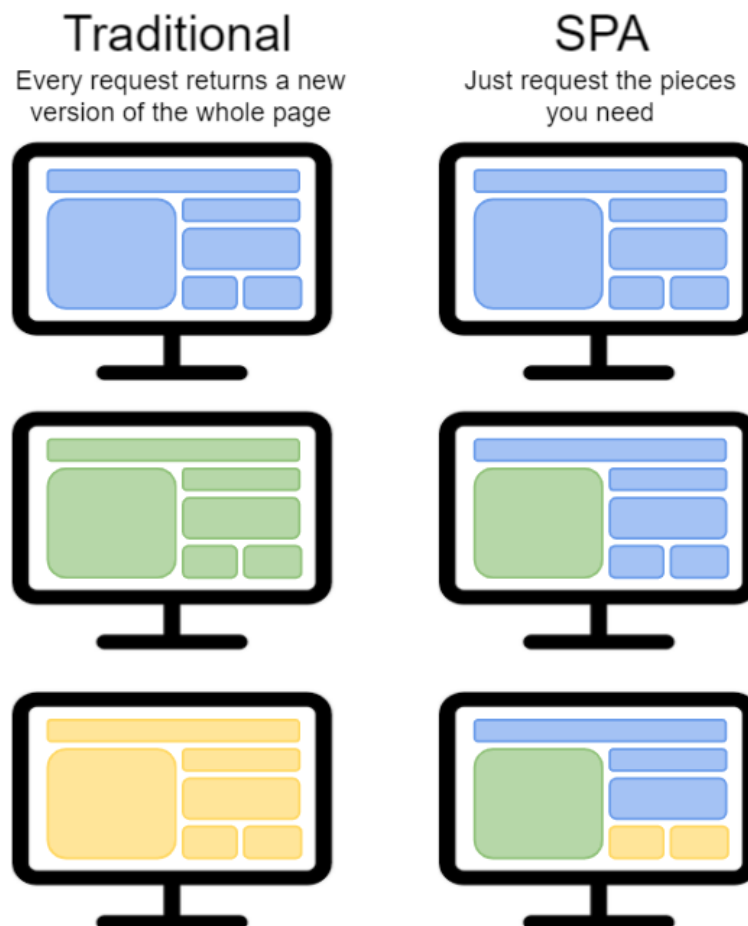 Traditional
Every request returns a new
version of the whole page
SPA
Just request the pieces
you need